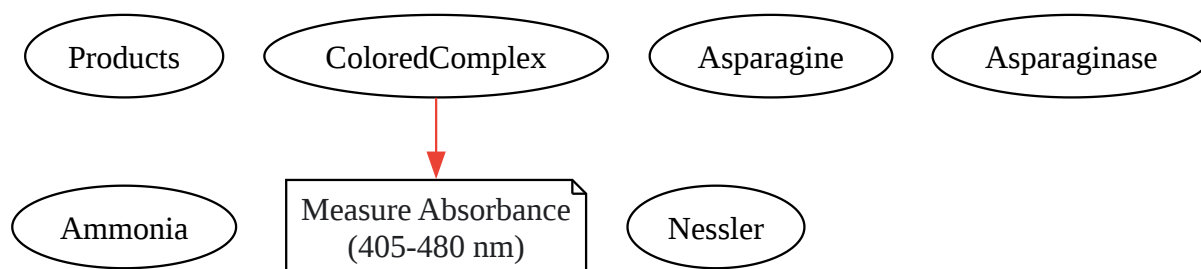 Products
ColoredComplex
Asparagine
Asparaginase
Ammonia
Measure Absorbance
(405-480 nm)
Nessler